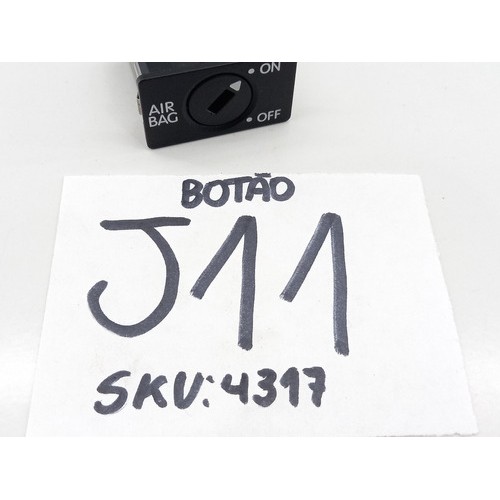 • ON
AIR
BAG
• OFF
BOTÃO
J11
SKU: 4317